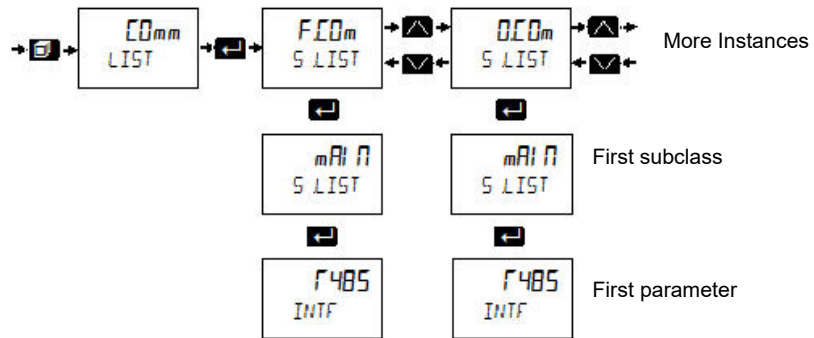 COmm
LIST
F.COm
S.LIST
O.COm
S.LIST
More Instances
mAIn
S.LIST
mAIn
S.LIST
First subclass
r485
INTF
r485
INTF
First parameter